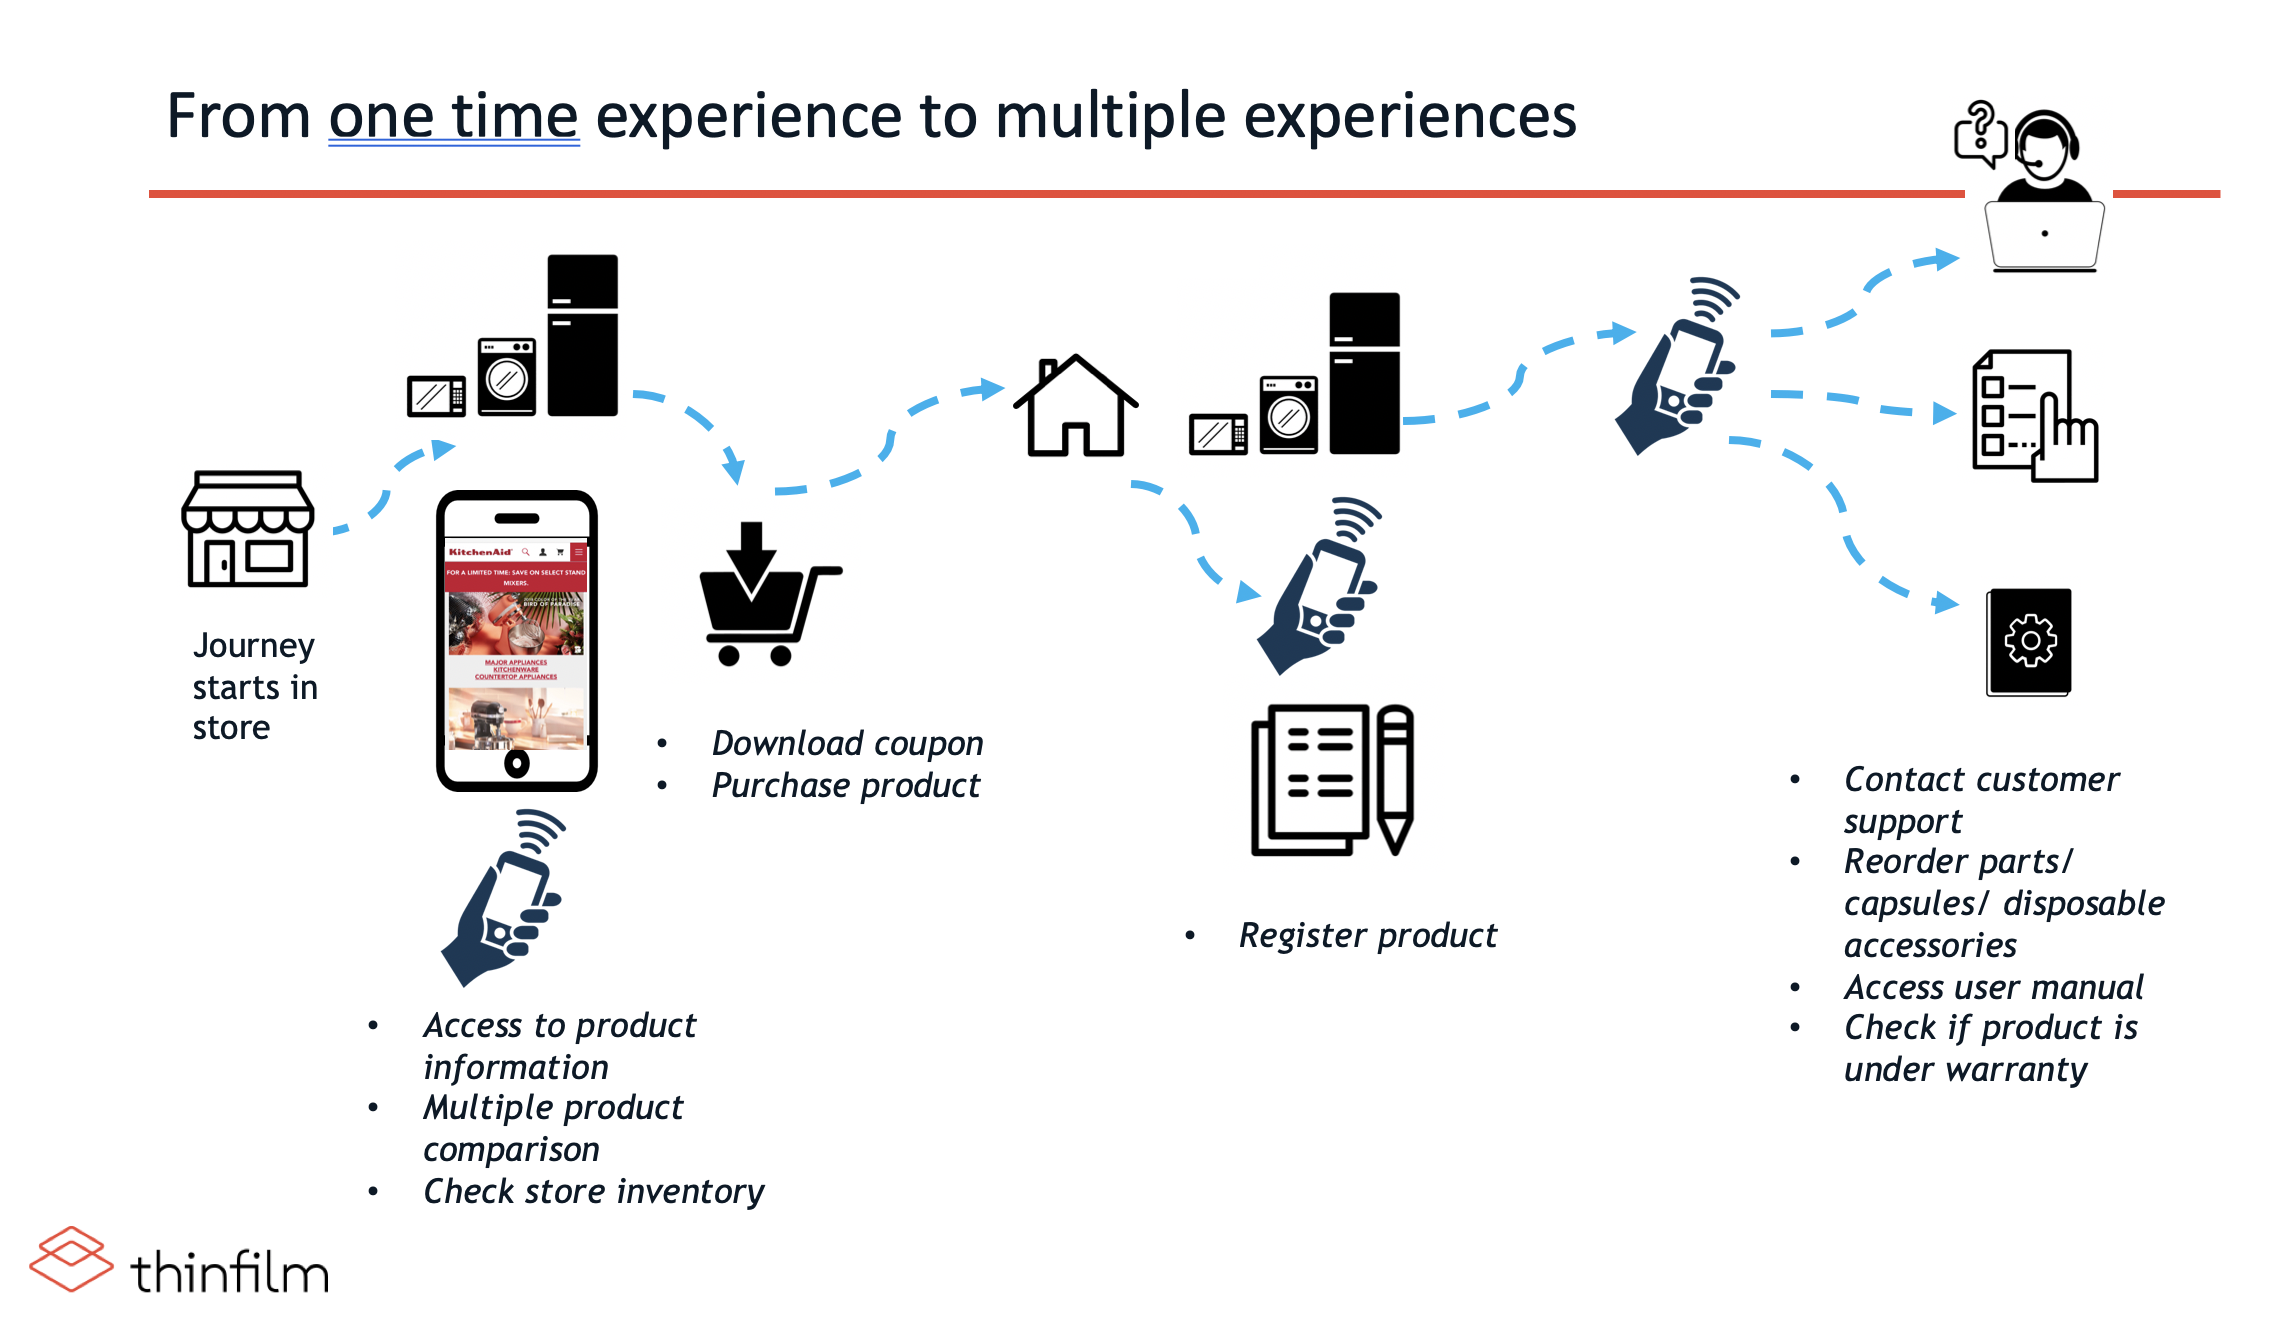 From one time experience to multiple experiences
Journey
starts in
store
KitchenAid
FOR A LIMITED TIME: SAVE ON SELECT STAND
MIXERS.
BIRD OF PARADISE
MAJOR APPLIANCES
KITCHENWARE
COUNTERTOP APPLIANCES
• Access to product
information
• Multiple product
comparison
• Check store inventory
• Download coupon
• Purchase product
• Register product
• Contact customer
support
• Reorder parts/
capsules/ disposable
accessories
• Access user manual
• Check if product is
under warranty
thinfilm